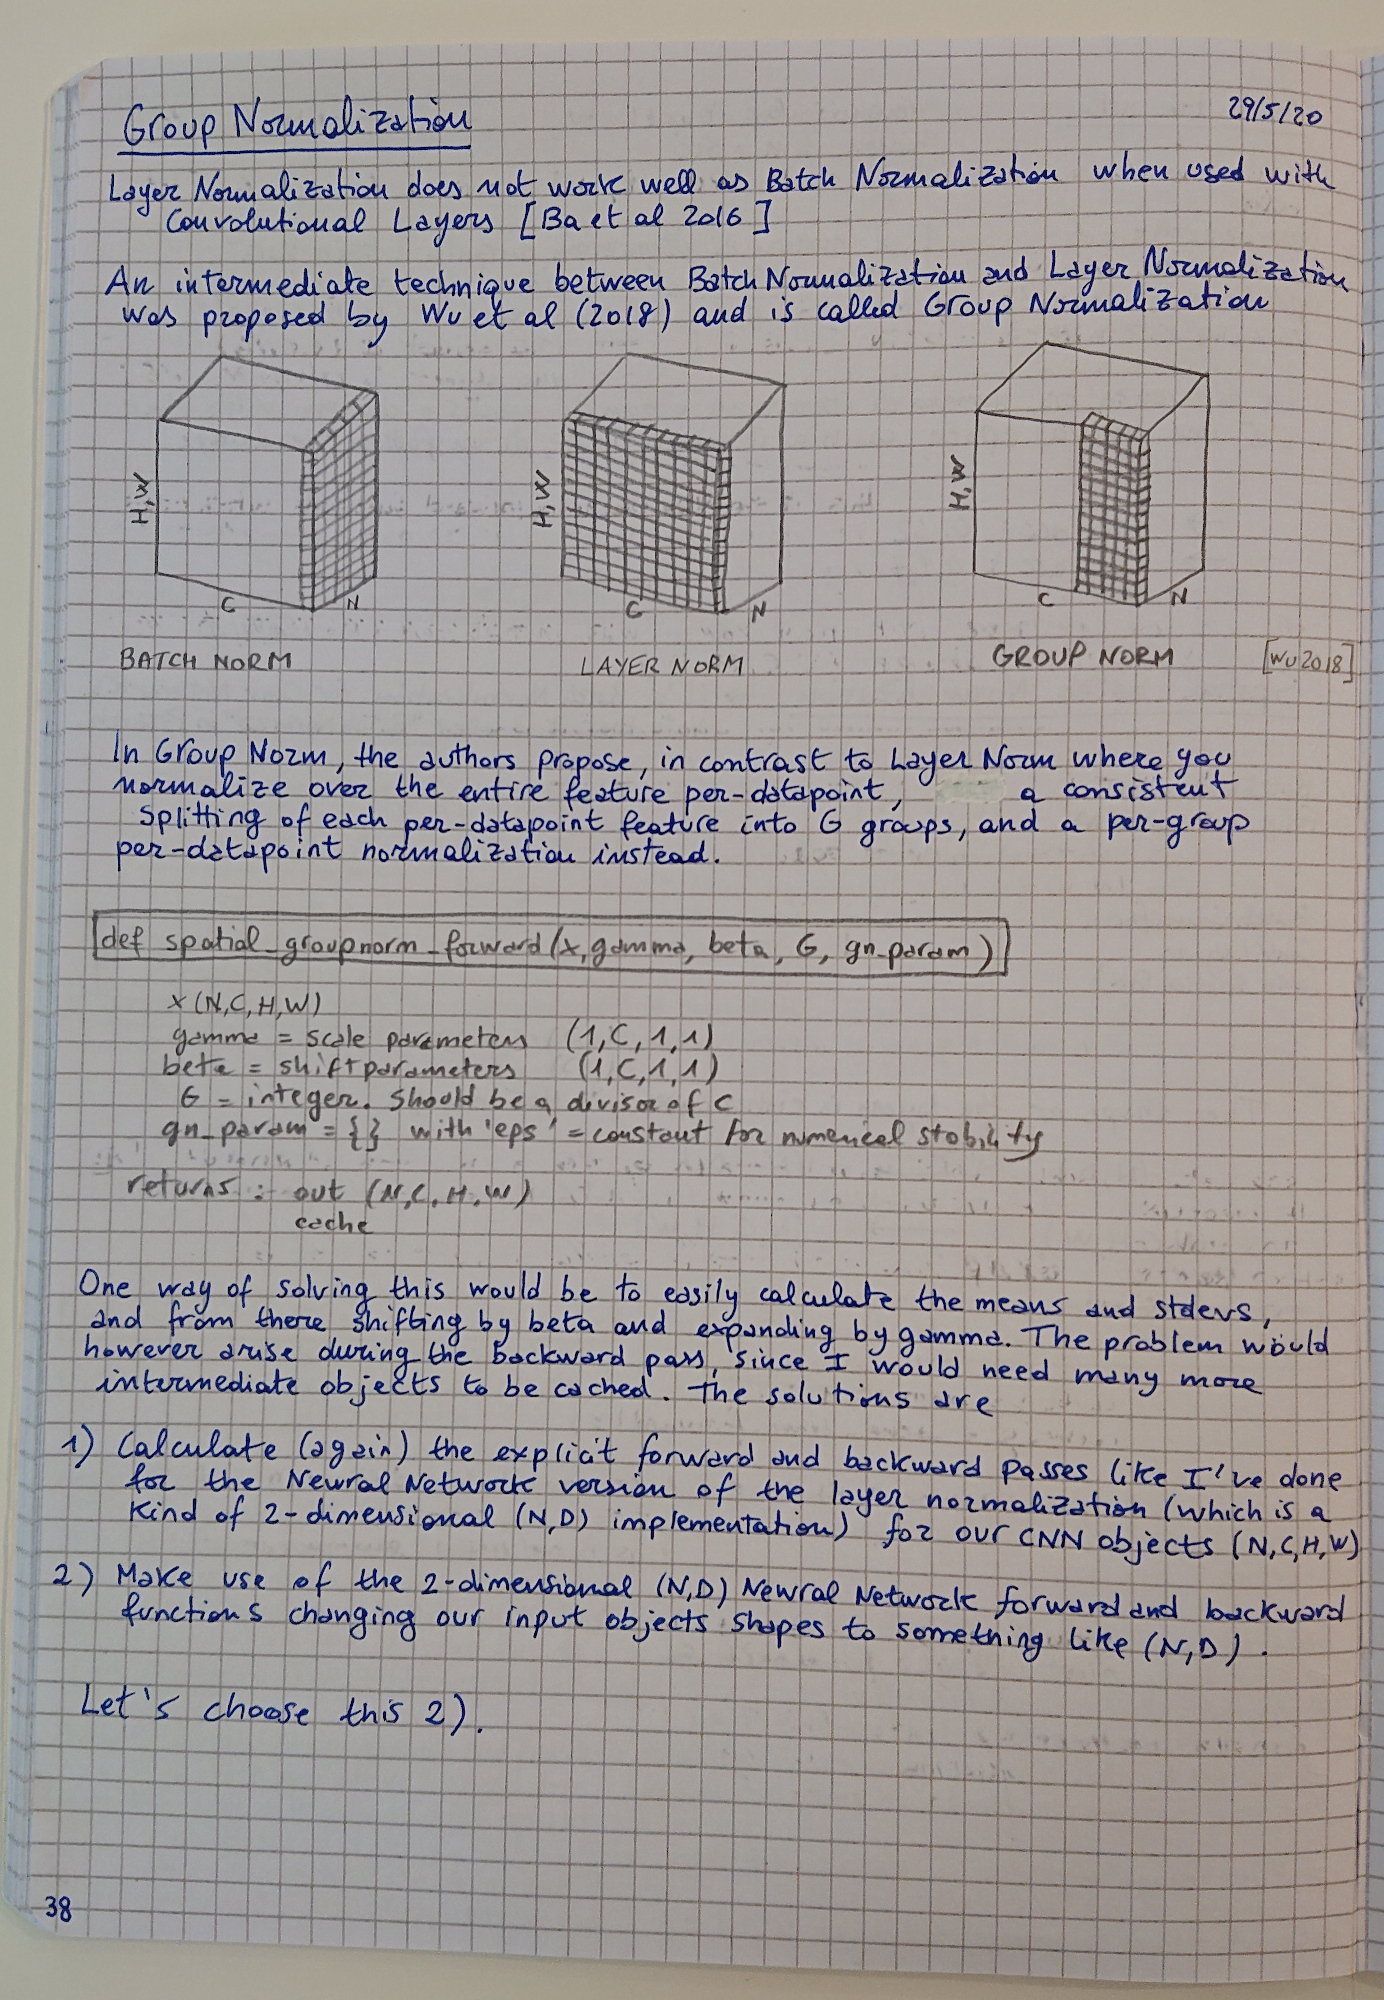 Group Normalization
29/5/20
Layer Normalization does not work well as Batch Normalization when used with
Convolutional Layers [Ba et al 2016]
An intermediate technique between Batch Normalization and Layer Normalization
was proposed by Wu et al (2018) and is called Group Normalization
H,W
C
N
BATCH NORM
H,W
C
N
LAYER NORM
H,W
C
N
GROUP NORM
[Wu 2018]
In Group Norm, the authors propose, in contrast to Layer Norm where you
normalize over the entire feature per-datapoint, a consistent
splitting of each per-datapoint feature into G groups, and a per-group
per-datapoint normalization instead.
def spatial_groupnorm_forward(x, gamma, beta, G, gn_param)
x (N,C,H,W)
gamma = scale parameters (1,C,1,1)
beta = shift parameters (1,C,1,1)
G = integer. Should be a divisor of C
gn_param = {} with 'eps' = constant for numerical stability
returns: out (N,C,H,W)
cache
One way of solving this would be to easily calculate the means and stdevs,
and from there shifting by beta and expanding by gamma. The problem would
however arise during the backward pass, since I would need many more
intermediate objects to be cached. The solutions are
1) Calculate (again) the explicit forward and backward passes like I've done
for the Neural Network version of the layer normalization (which is a
kind of 2-dimensional (N,D) implementation) for our CNN objects (N,C,H,W)
2) Make use of the 2-dimensional (N,D) Neural Network forward and backward
functions changing our input objects shapes to something like (N,D).
Let's choose this 2).
38